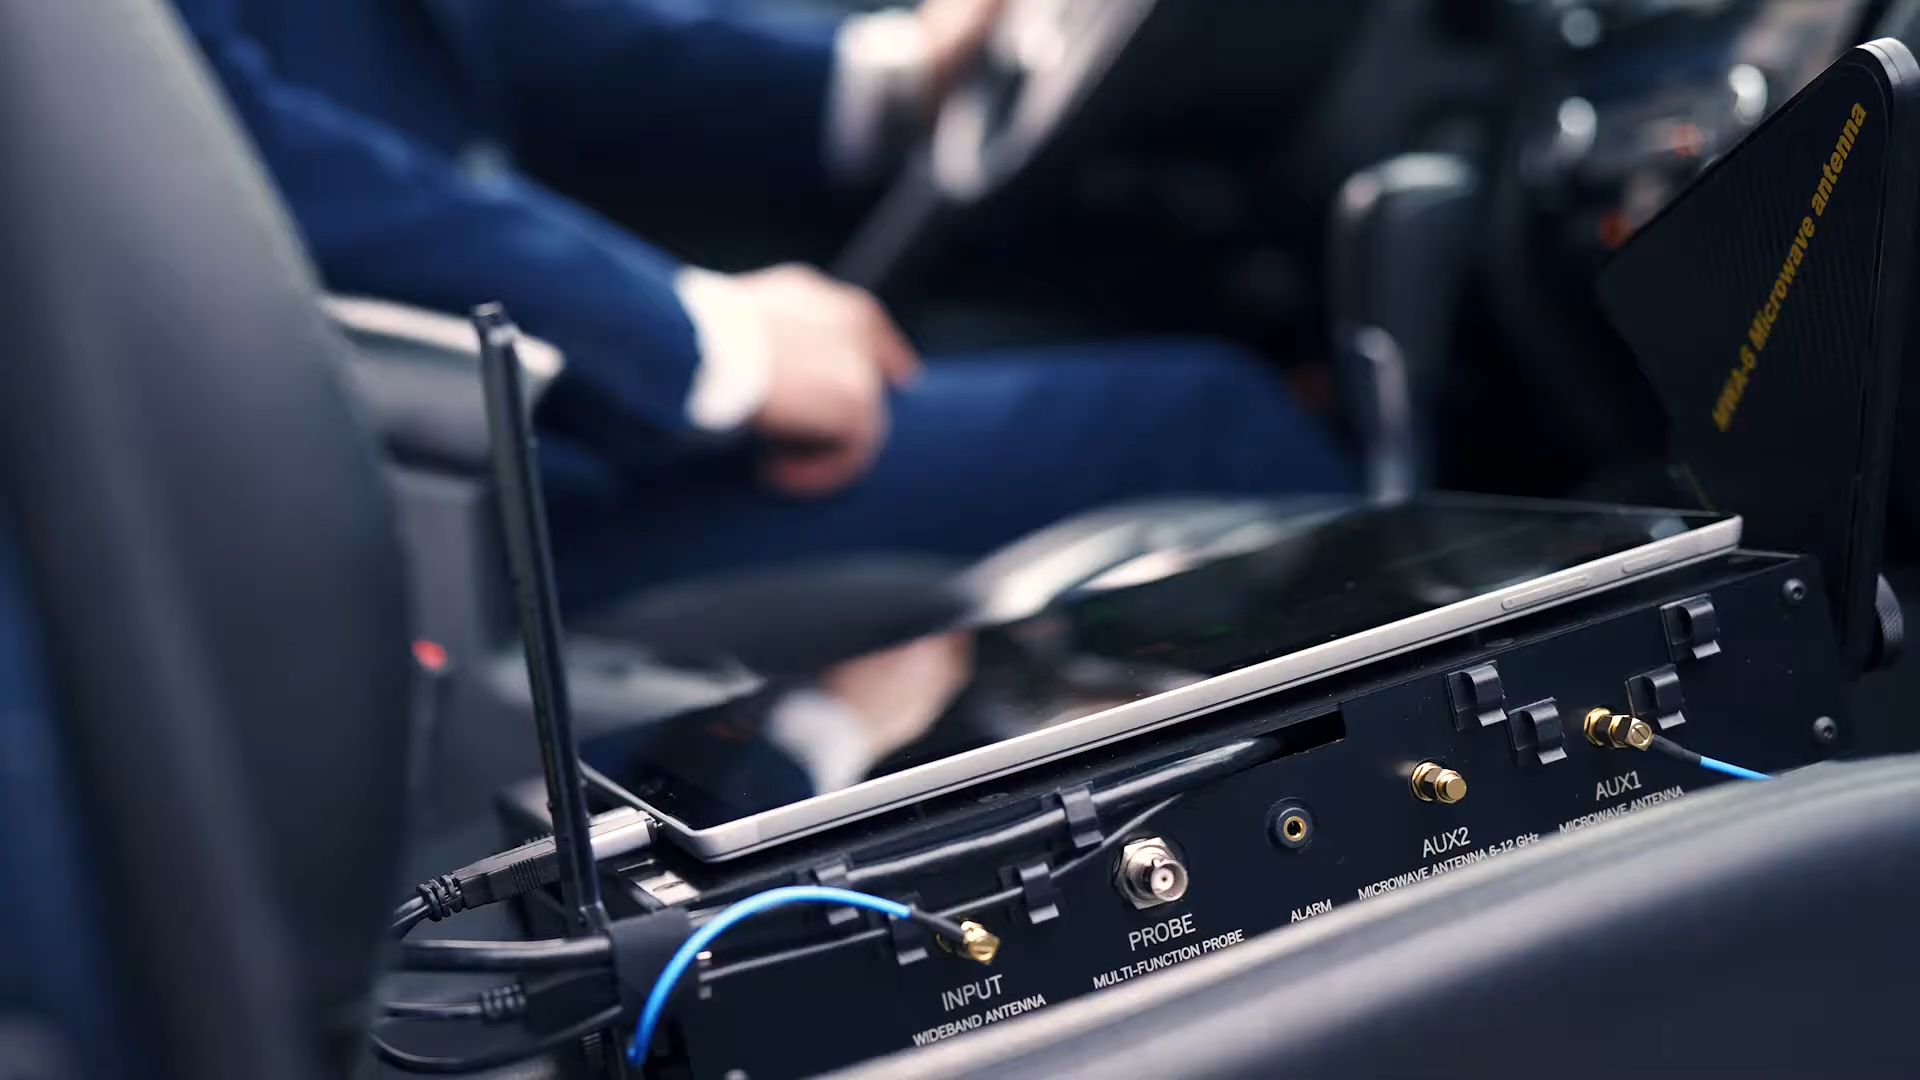 MWA-6 Microwave antenna
AUX1
MICROWAVE ANTENNA
AUX2
MICROWAVE ANTENNA 6-12 GHz
ALARM
PROBE
MULTI-FUNCTION PROBE
INPUT
WIDEBAND ANTENNA